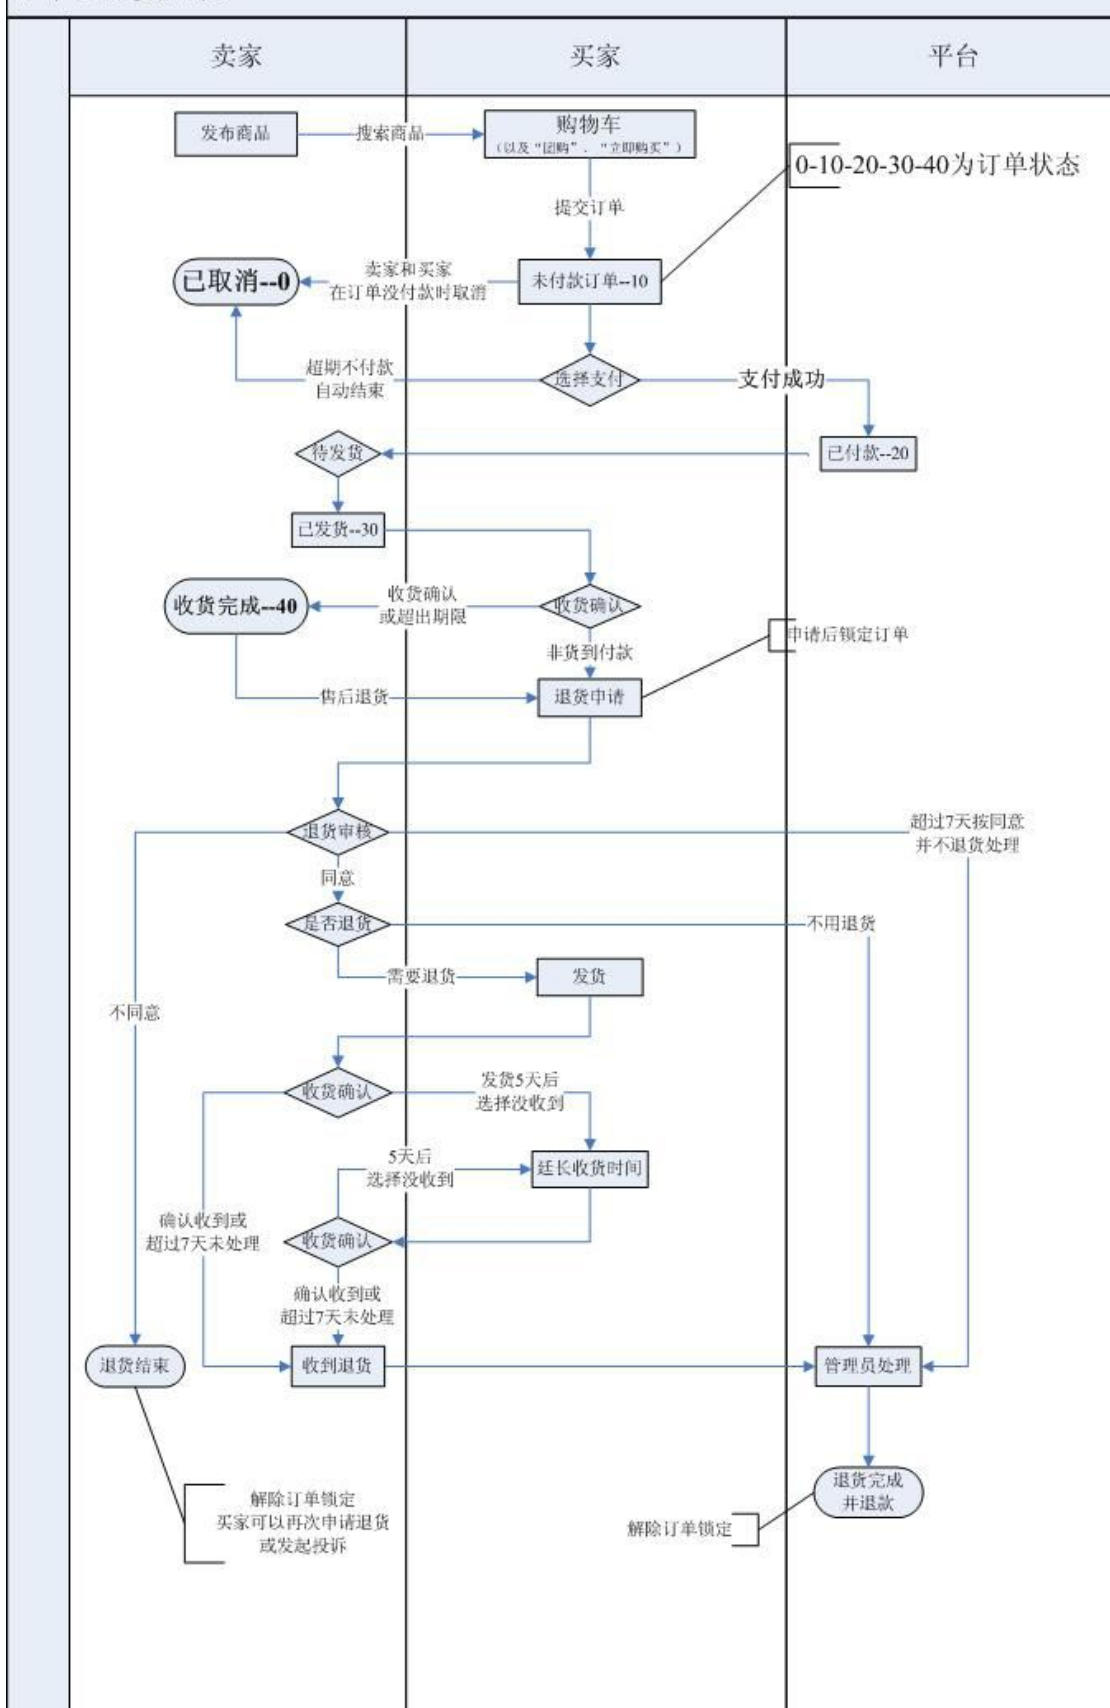 卖家
买家
平台
发布商品
搜索商品
购物车
（以及“团购”、“立即购买”）
0-10-20-30-40为订单状态
提交订单
已取消--0
卖家和买家
在订单没付款时取消
未付款订单--10
超期不付款
自动结束
选择支付
支付成功
待发货
已付款--20
已发货--30
收货完成--40
收货确认
或超出期限
收货确认
申请后锁定订单
非货到付款
售后退货
退货申请
退货审核
超过7天按同意
并不退货处理
同意
是否退货
不用退货
需要退货
发货
不同意
收货确认
发货5天后
选择没收到
5天后
选择没收到
延长收货时间
确认收到或
超过7天未处理
收货确认
确认收到或
超过7天未处理
退货结束
收到退货
管理员处理
退货完成
并退款
解除订单锁定
买家可以再次申请退货
或发起投诉
解除订单锁定